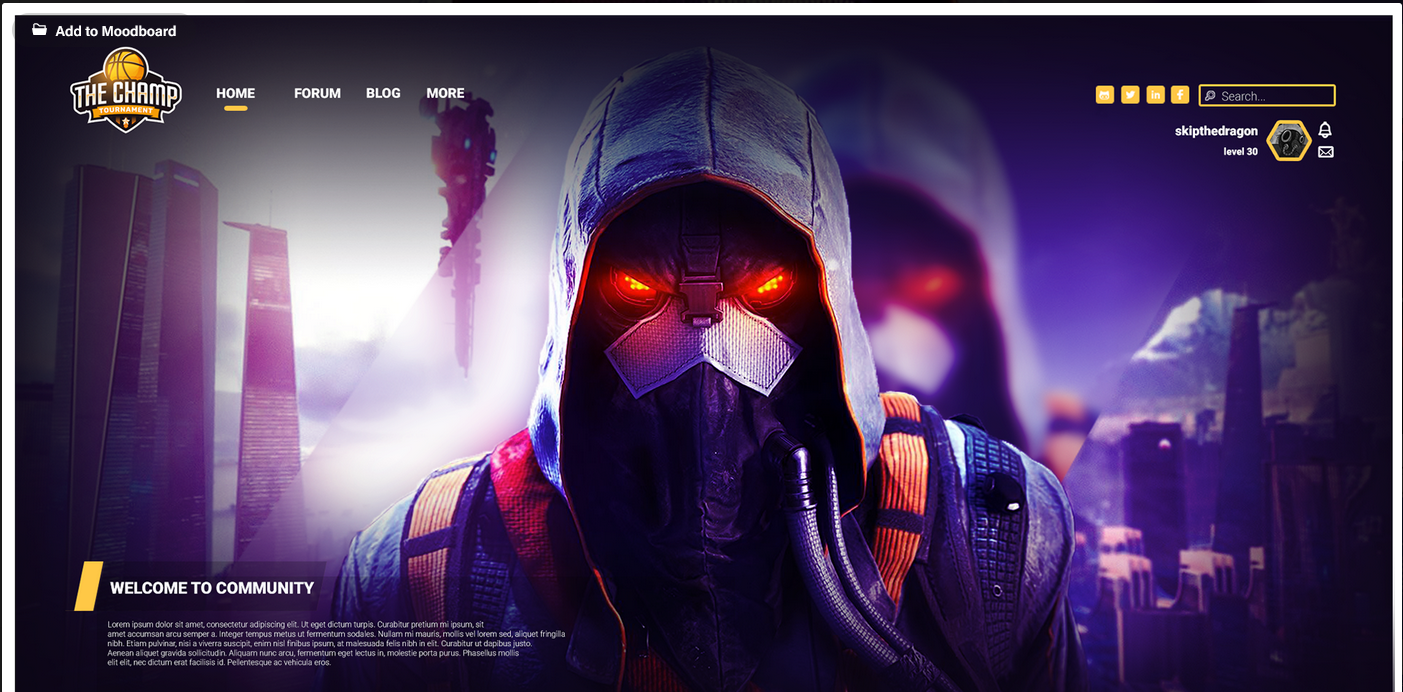 Add to Moodboard
THE CHAMP
TOURNAMENT
HOME
FORUM
BLOG
MORE
in
f
Search...
skipthedragon
level 30
WELCOME TO COMMUNITY
Lorem ipsum dolor sit amet, consectetur adipiscing elit. Ut eget dictum turpis. Curabitur pretium mi ipsum, sit
amet accumsan arcu semper a. Integer tempus metus ut fermentum sodales. Nullam mi mauris, mollis vel lorem sed, aliquet fringilla
nibh. Etiam pulvinar, nisi a viverra suscipit, enim nisl finibus ipsum, at malesuada felis nibh in elit. Curabitur ut dapibus justo.
Aenean aliquet gravida sollicitudin. Aliquam nunc arcu, fermentum eget lectus in, molestie porta purus. Phasellus mollis
elit elit, nec dictum erat facilisis id. Pellentesque ac vehicula eros.